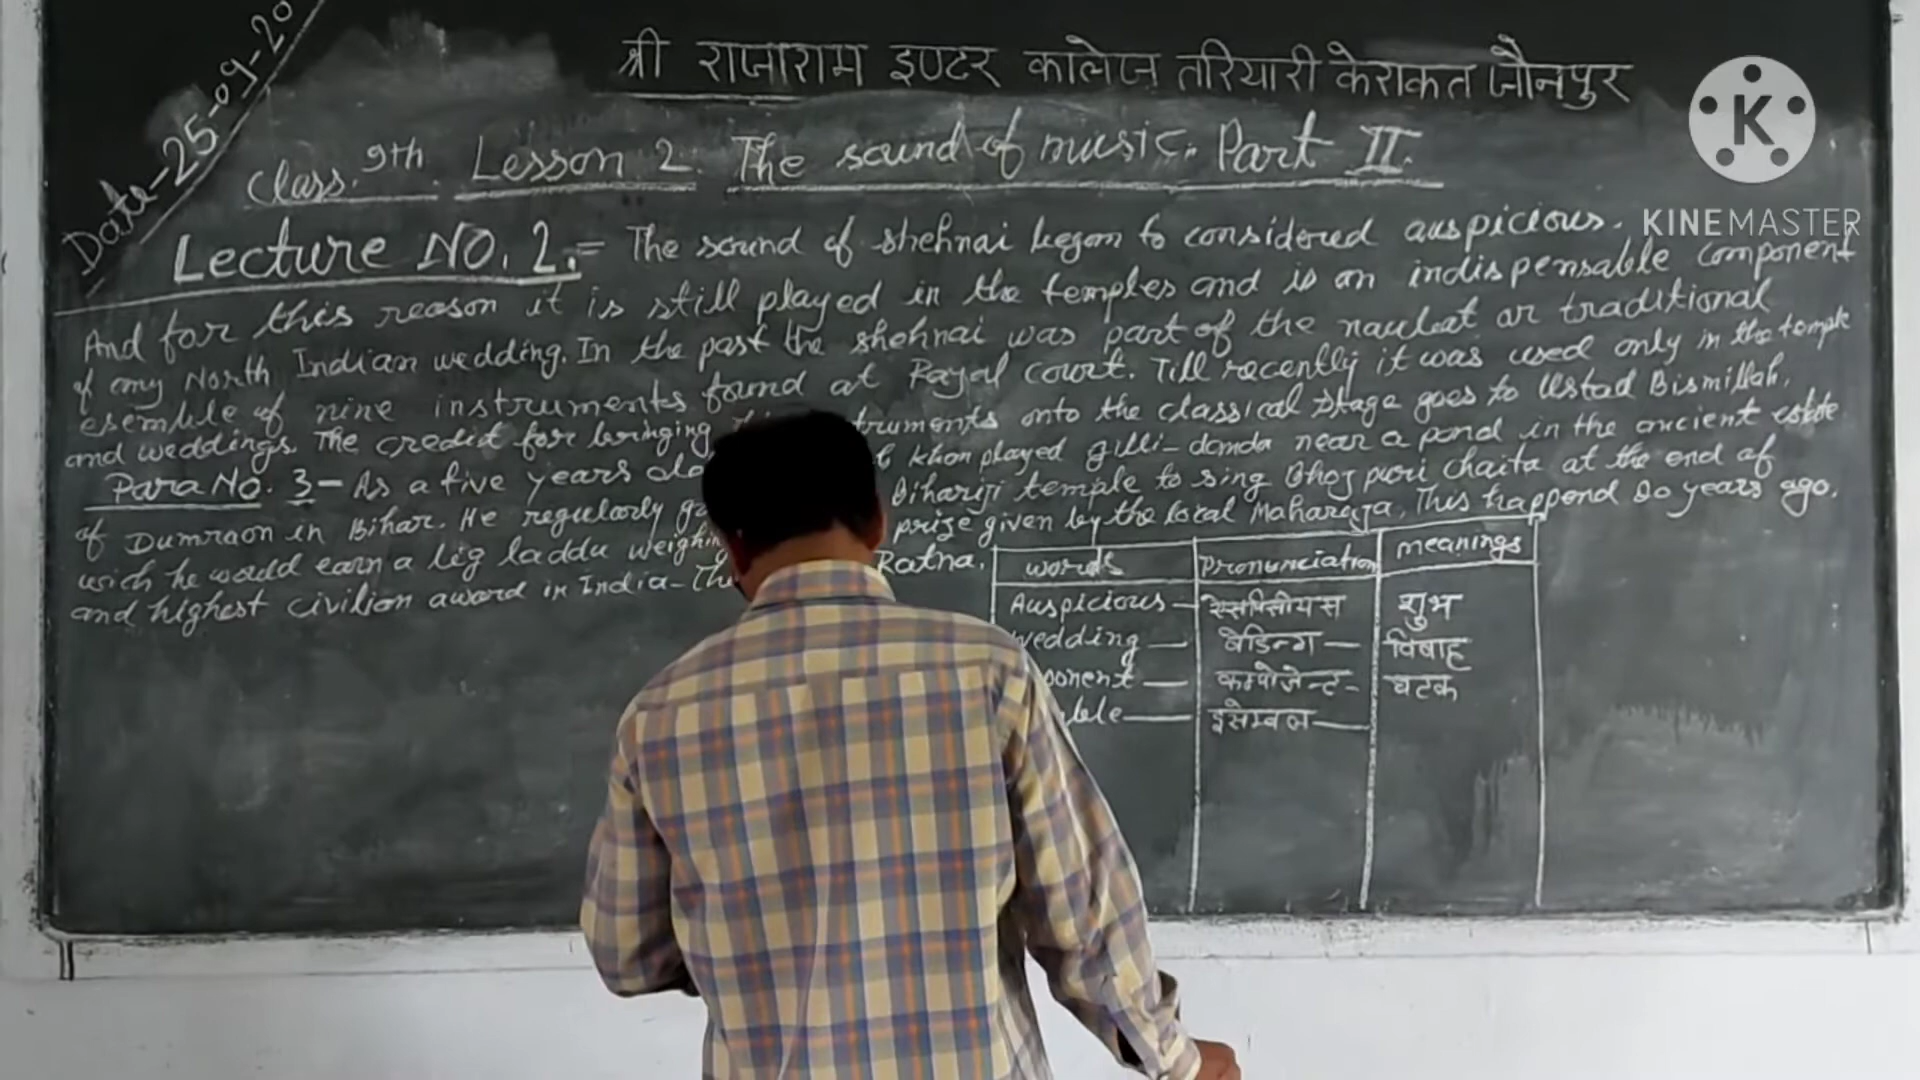 Date-25-09-20
श्री राजाराम इण्टर कालेज तरियारी केराकत जौनपुर
K
KINEMASTER
Class. 9th. Lesson 2. The sound of music. Part II.
Lecture NO. 2.= The sound of shehnai began to considered auspicious.
And for this reason it is still played in the temples and is an indispensable component
of any North Indian wedding. In the past the shehnai was part of the naubat or traditional
esemble of nine instruments found at Royal court. Till recently it was used only in the temple
and weddings. The credit for bringing truments onto the classical stage goes to Ustad Bismillah.
Para No. 3- As a five years old khan played gilli-danda near a pond in the ancient estate
of Dumraon in Bihar. He regularly Bihariji temple to sing Bhojpuri chaita at the end of
wich he would earn a big laddu weighing prize given by the local Maharaja. This happend 80 years ago.
and highest civilian award in India- Ratna.
words pronunciation meanings
Auspicious- शुभ
wedding — वेडिन्ग — विवाह
ponent — कम्पोनेन्ट- घटक
ble — इसेम्बल —